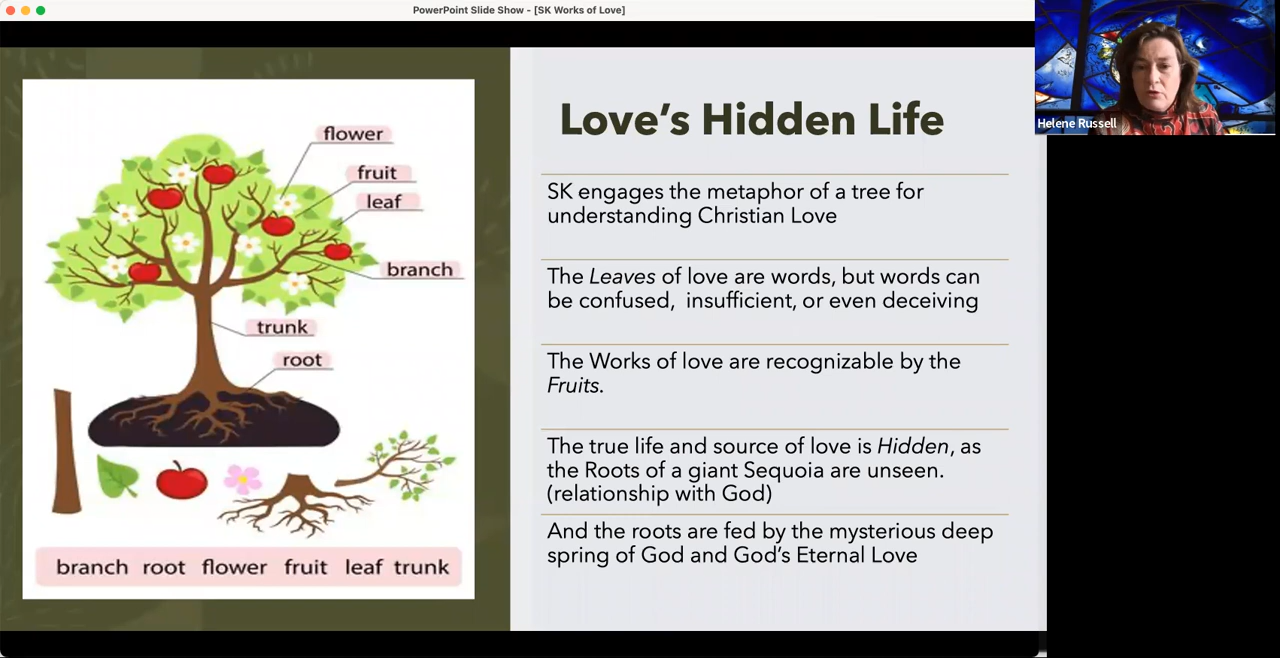 PowerPoint Slide Show - [SK Works of Love]
flower
fruit
leaf
branch
trunk
root
branch root flower fruit leaf trunk
Love's Hidden Life
SK engages the metaphor of a tree for
understanding Christian Love
The Leaves of love are words, but words can
be confused, insufficient, or even deceiving
The Works of love are recognizable by the
Fruits.
The true life and source of love is Hidden, as
the Roots of a giant Sequoia are unseen.
(relationship with God)
And the roots are fed by the mysterious deep
spring of God and God's Eternal Love
Helene Russell